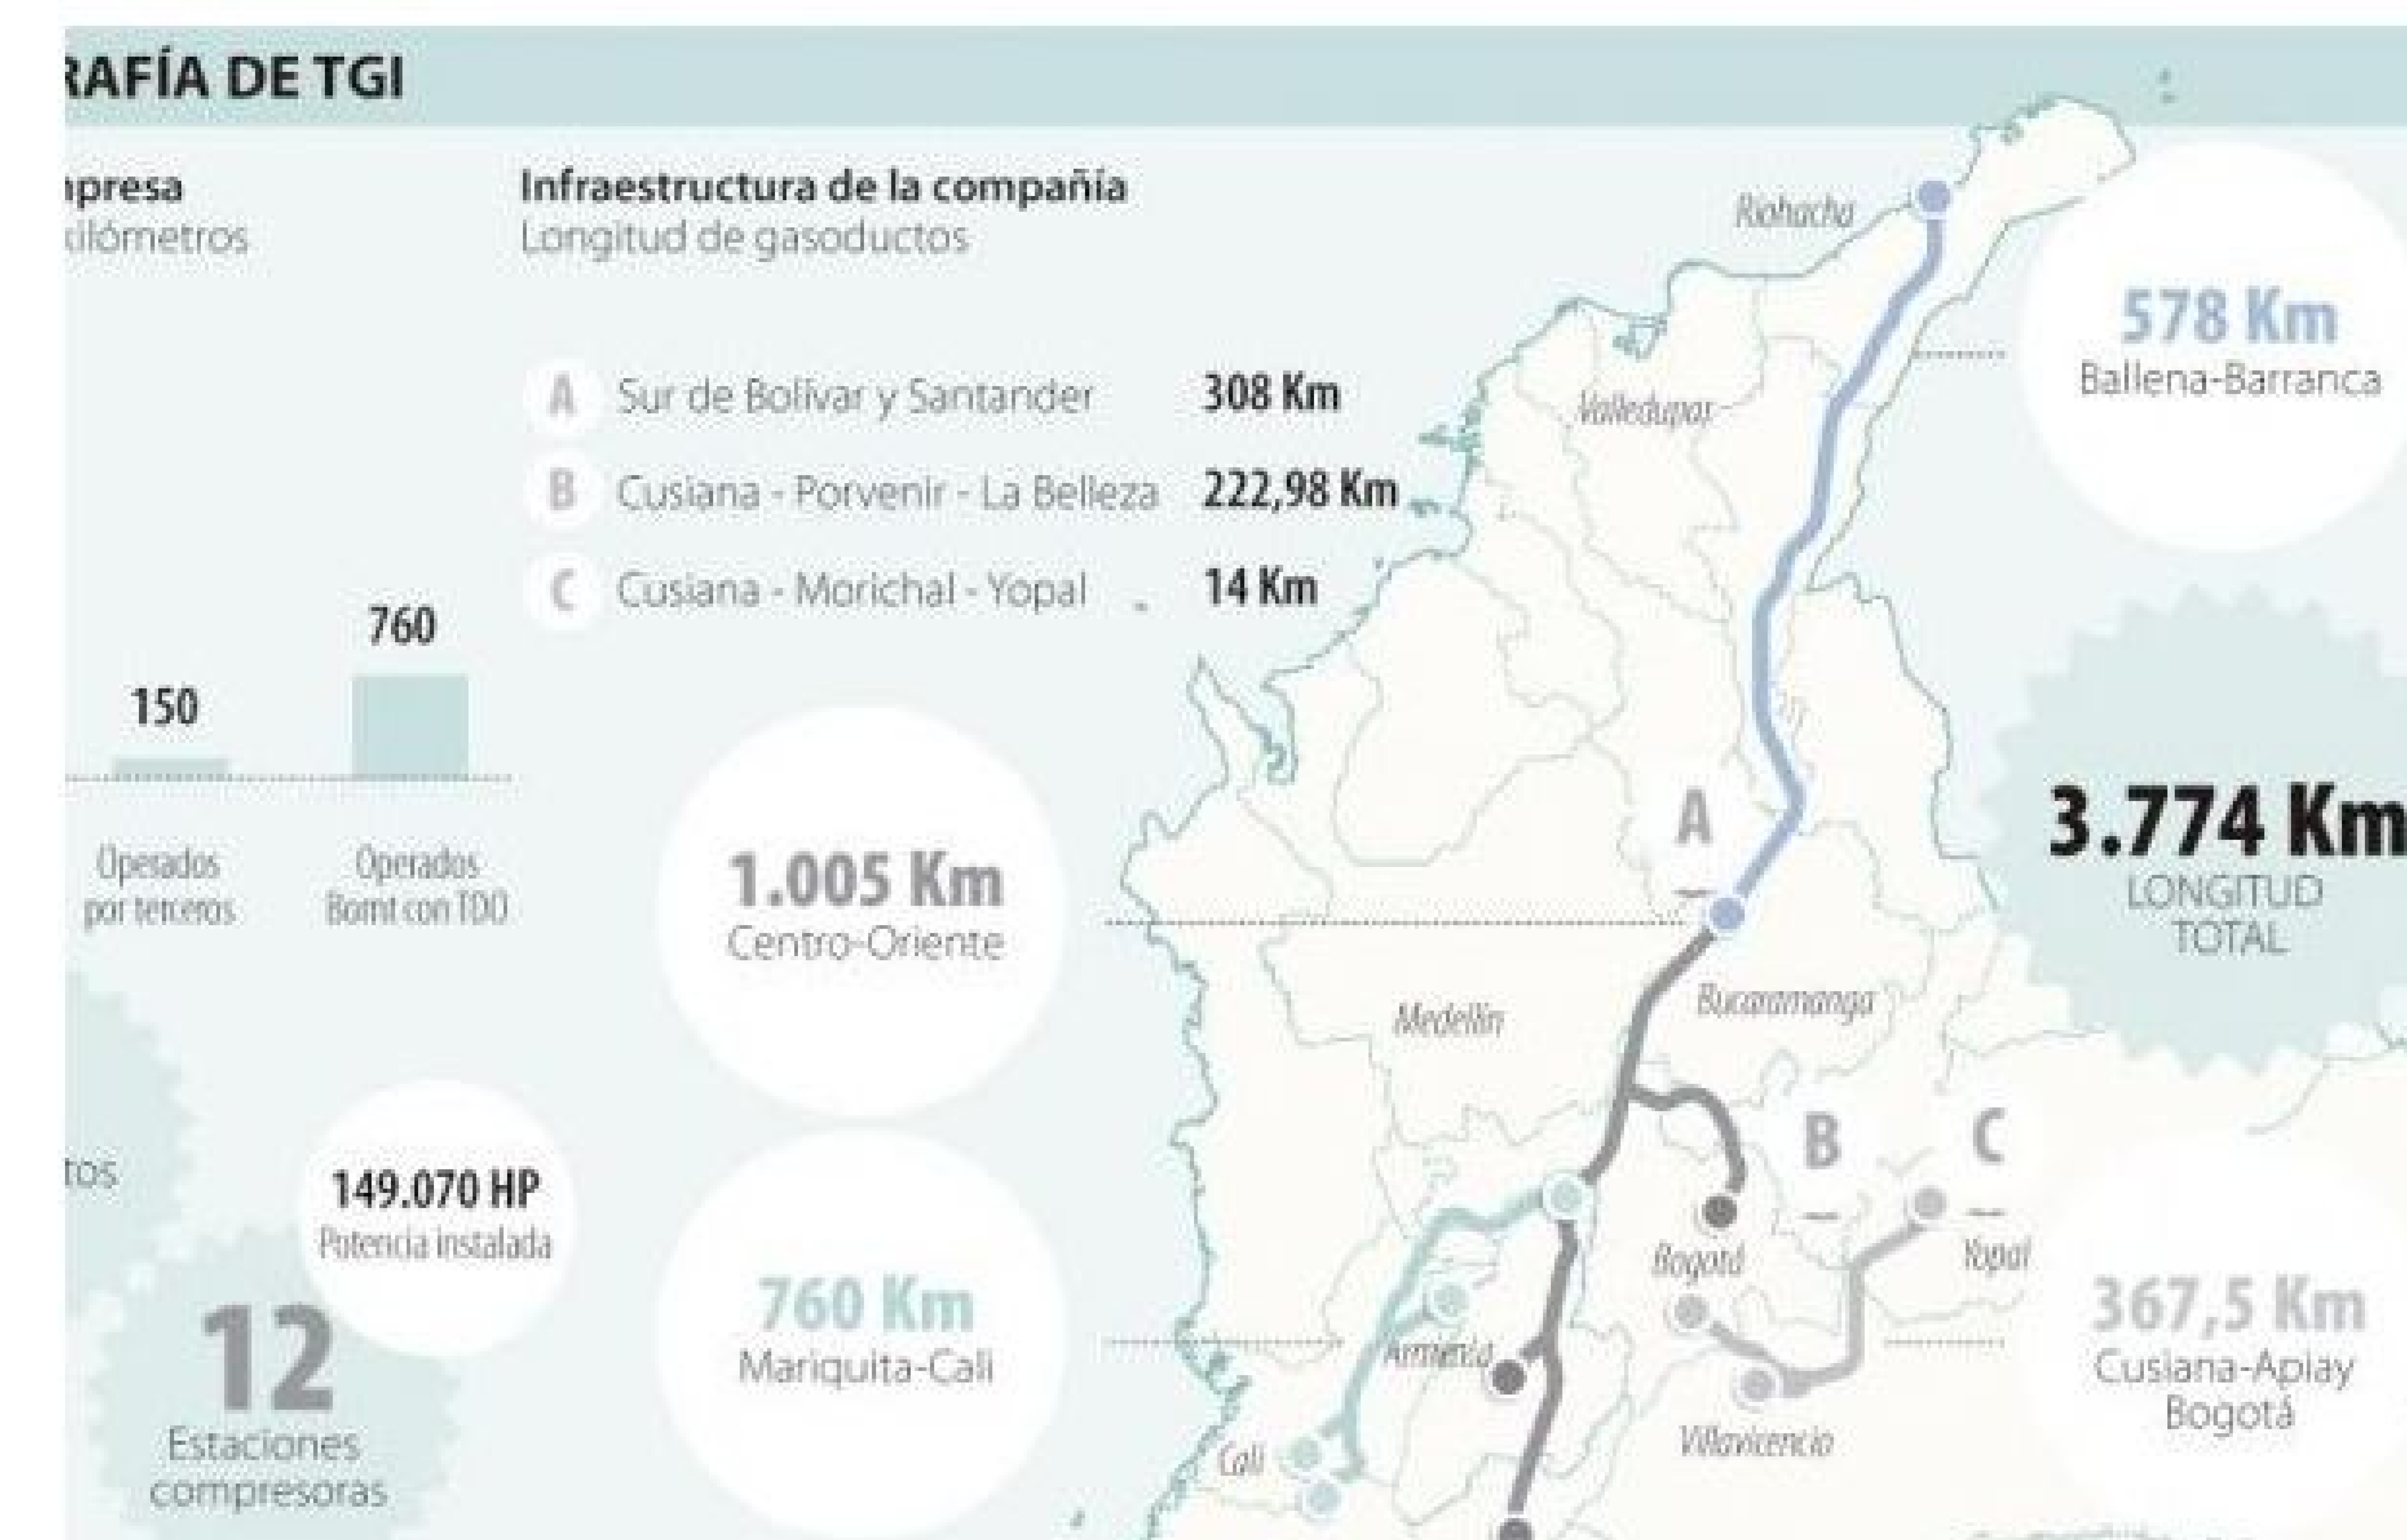 RAFÍA DE TGI
mpresa
kilómetros
Infraestructura de la compañía
Longitud de gasoductos
A Sur de Bolívar y Santander 308 Km
B Cusiana - Porvenir - La Belleza 222,98 Km
C Cusiana - Morichal - Yopal 14 Km
760
150
Operados
por terceros
Operados
Bomt con TDO
1.005 Km
Centro-Oriente
tos
149.070 HP
Potencia instalada
12
Estaciones
compresoras
760 Km
Mariquita-Cali
Riohacha
Valledupar
578 Km
Ballena-Barranca
3.774 Km
LONGITUD
TOTAL
A
Medellín
Bucaramanga
B
C
Bogotá
Yopal
Armenia
Villavicencio
Cali
367,5 Km
Cusiana-Apiay
Bogotá